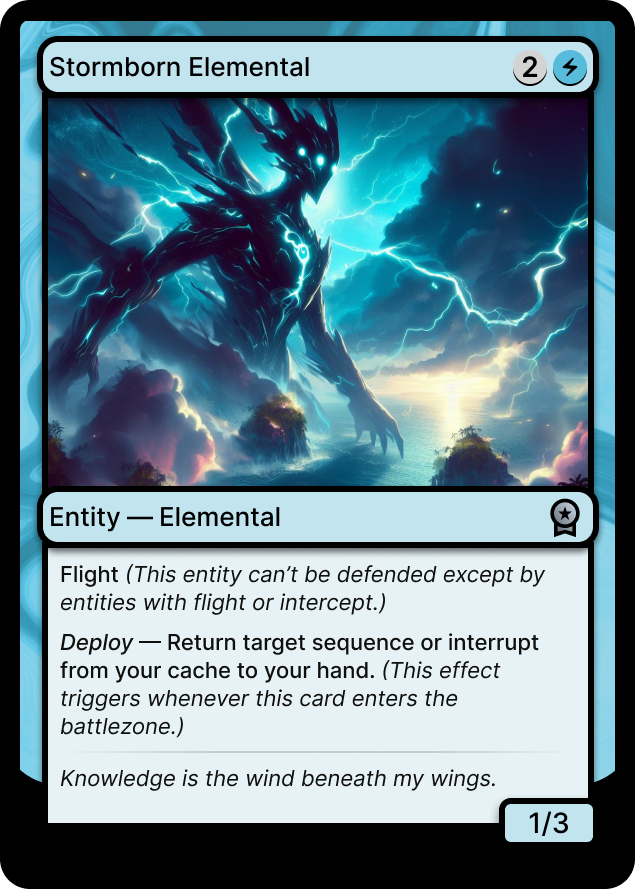 Stormborn Elemental
2
Entity — Elemental
Flight (This entity can’t be defended except by
entities with flight or intercept.)
Deploy — Return target sequence or interrupt
from your cache to your hand. (This effect
triggers whenever this card enters the
battlezone.)
Knowledge is the wind beneath my wings.
1/3